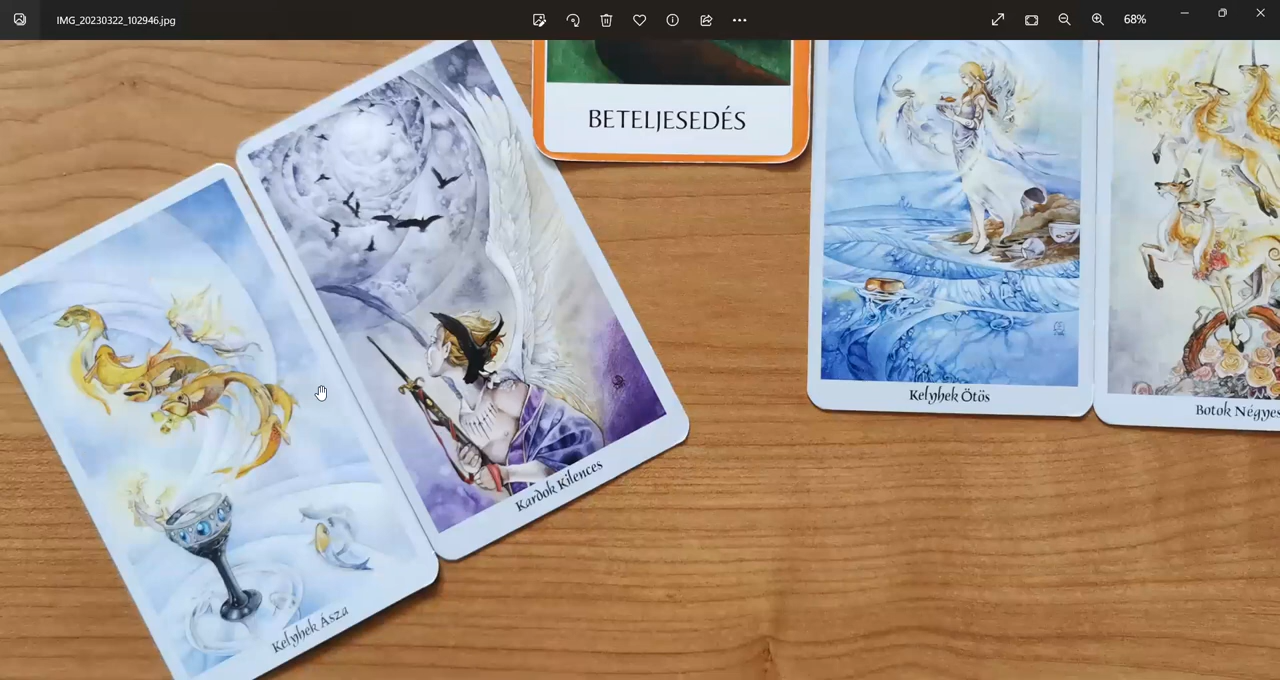 IMG_20230322_102946.jpg
68%
BETELJESEDÉS
Kelyhek Ötös
Botok Négyes
Kardok Kilences
Kelyhek Ásza